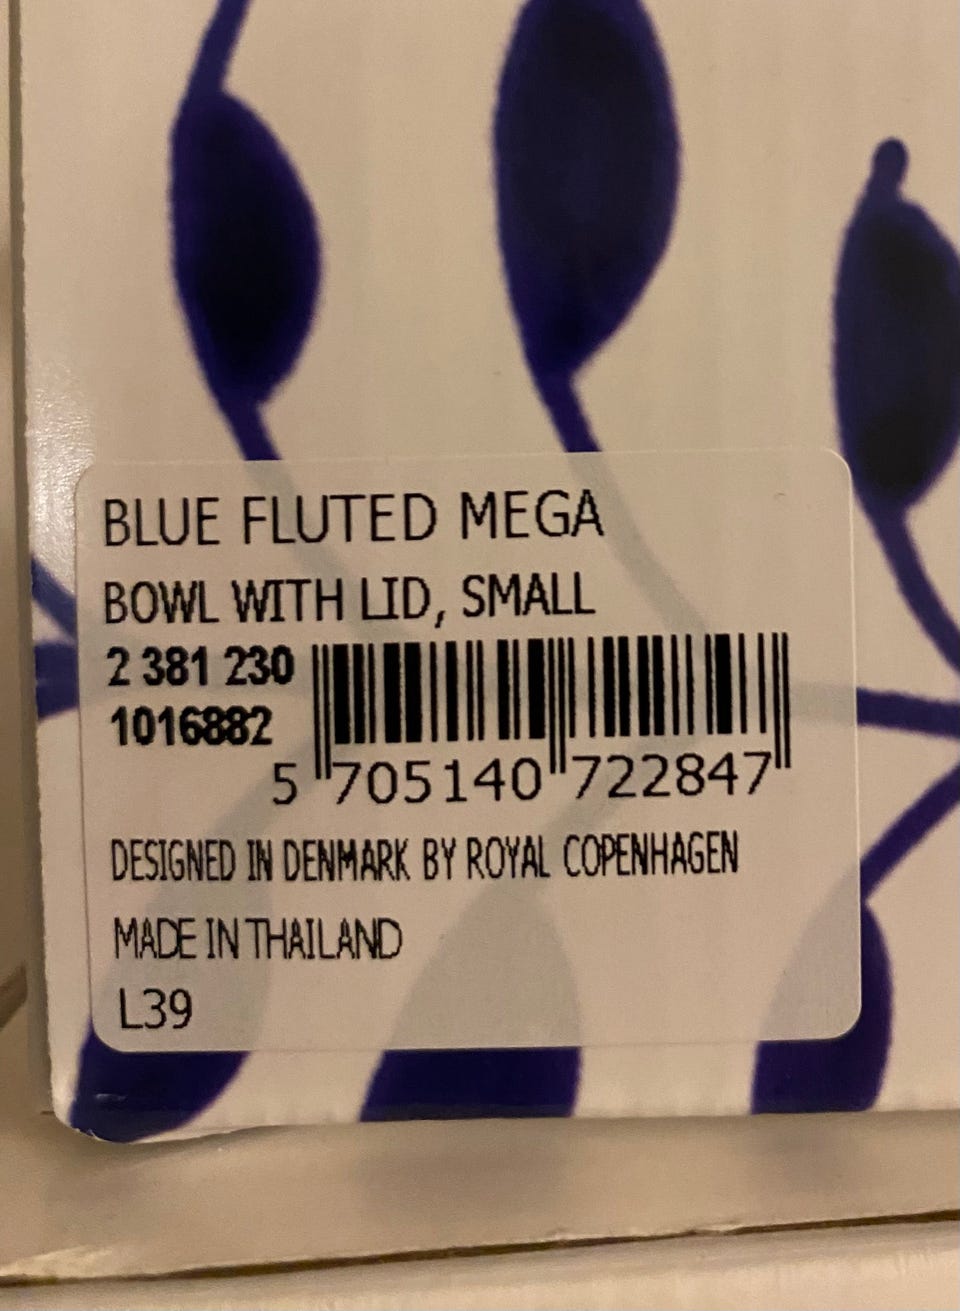 BLUE FLUTED MEGA
BOWL WITH LID, SMALL
2 381 230
1016882
5 705140 722847
DESIGNED IN DENMARK BY ROYAL COPENHAGEN
MADE IN THAILAND
L39